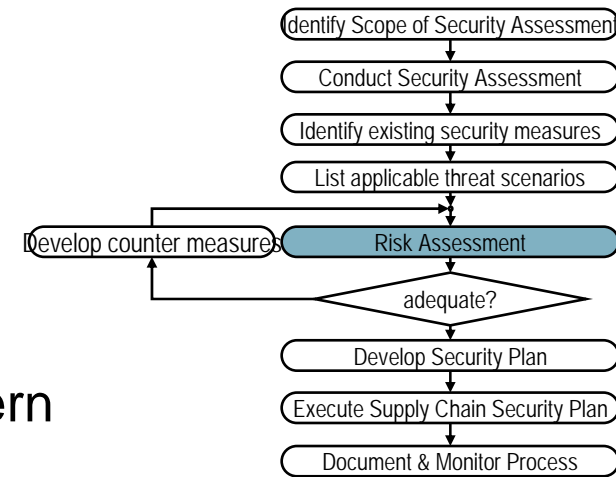 Identify Scope of Security Assessment
Conduct Security Assessment
Identify existing security measures
List applicable threat scenarios
Develop counter measures
Risk Assessment
adequate?
Develop Security Plan
ern
Execute Supply Chain Security Plan
Document & Monitor Process